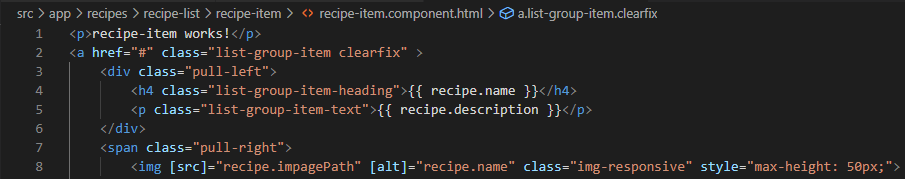 src > app > recipes > recipe-list > recipe-item > <> recipe-item.component.html > a.list-group-item.clearfix
1 <p>recipe-item works!</p>
2 <a href="#" class="list-group-item clearfix" >
3 <div class="pull-left">
4 <h4 class="list-group-item-heading">{{ recipe.name }}</h4>
5 <p class="list-group-item-text">{{ recipe.description }}</p>
6 </div>
7 <span class="pull-right">
8 <img [src]="recipe.impagePath" [alt]="recipe.name" class="img-responsive" style="max-height: 50px;">